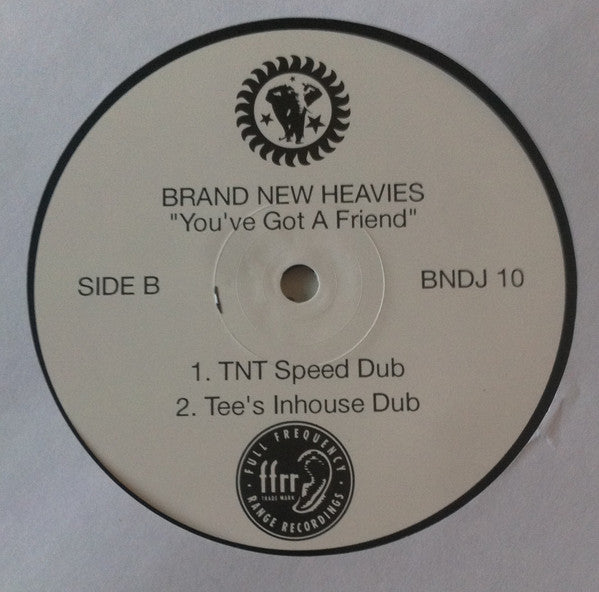 BRAND NEW HEAVIES
"You've Got A Friend"
SIDE B
BNDJ 10
1. TNT Speed Dub
2. Tee's Inhouse Dub
· FULL FREQUENCY ·
ffrr
TRADE MARK
RANGE RECORDINGS